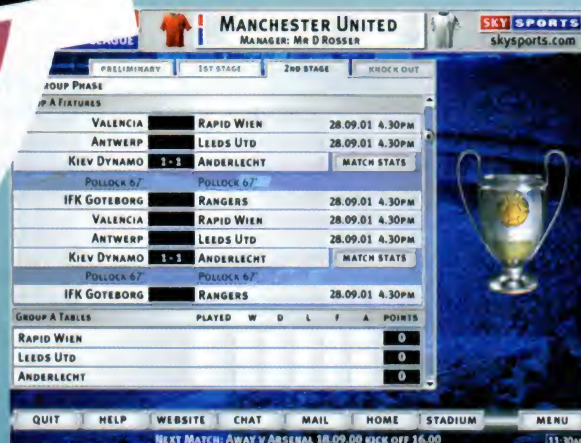 LEAGUE
MANCHESTER UNITED
MANAGER: MR D ROSSER
SKY SPORTS
skysports.com
PRELIMINARY 1ST STAGE 2ND STAGE KNOCK OUT
GROUP PHASE
A FIXTURES
VALENCIA RAPID WIEN 28.09.01 4.30PM
ANTWERP LEEDS UTD 28.09.01 4.30PM
KIEV DYNAMO 1-1 ANDERLECHT MATCH STATS
POLLOCK 67' POLLOCK 67'
IFK GOTEBORG RANGERS 28.09.01 4.30PM
VALENCIA RAPID WIEN 28.09.01 4.30PM
ANTWERP LEEDS UTD 28.09.01 4.30PM
KIEV DYNAMO 1-1 ANDERLECHT MATCH STATS
POLLOCK 67' POLLOCK 67'
IFK GOTEBORG RANGERS 28.09.01 4.30PM
GROUP A TABLES PLAYED W D L F A POINTS
RAPID WIEN 0
LEEDS UTD 0
ANDERLECHT 0
QUIT HELP WEBSITE CHAT MAIL HOME STADIUM MENU
NEXT MATCH: AWAY V ARSENAL 18.09.00 KICK OFF 16.00